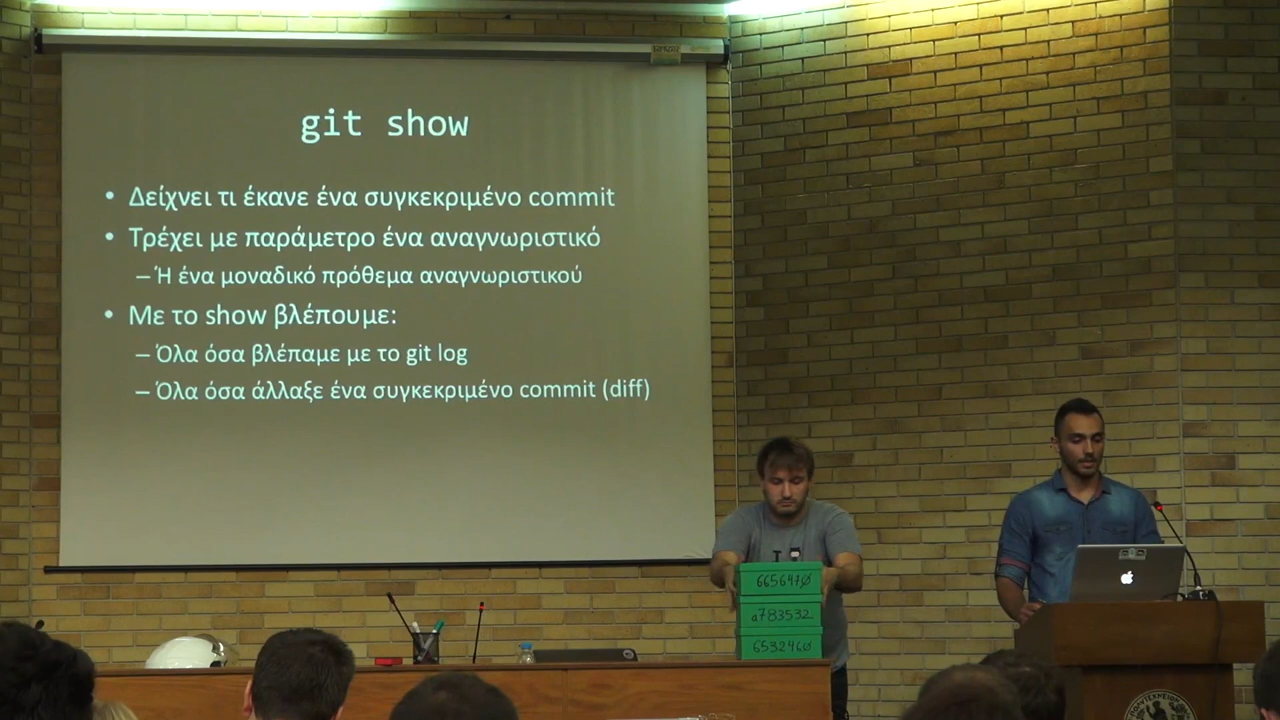 git show
• Δείχνει τι έκανε ένα συγκεκριμένο commit
• Τρέχει με παράμετρο ένα αναγνωριστικό
– Ή ένα μοναδικό πρόθεμα αναγνωριστικού
• Με το show βλέπουμε:
– Όλα όσα βλέπαμε με το git log
– Όλα όσα άλλαξε ένα συγκεκριμένο commit (diff)
665647Ø
a783532
653246Ø